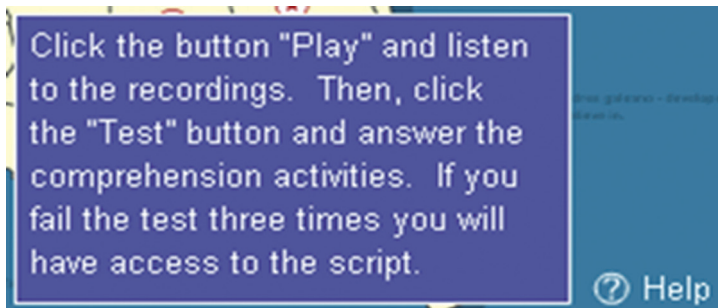 Click the button "Play" and listen
to the recordings.  Then, click
the "Test" button and answer the
comprehension activities.  If you
fail the test three times you will
have access to the script.
Help